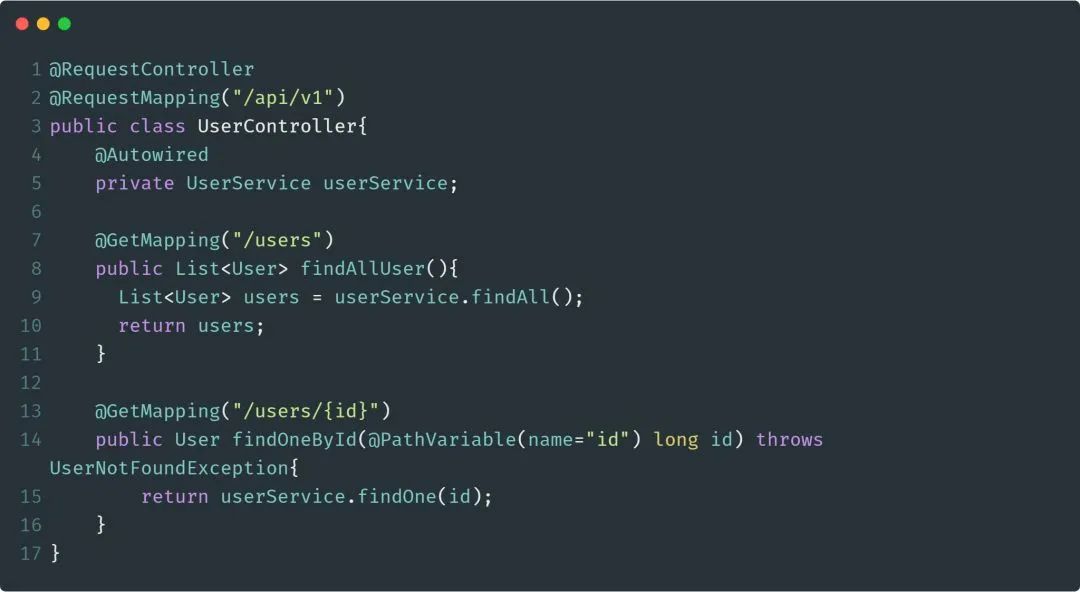 1 @RequestController
2 @RequestMapping("/api/v1")
3 public class UserController{
4     @Autowired
5     private UserService userService;
6
7     @GetMapping("/users")
8     public List<User> findAllUser(){
9       List<User> users = userService.findAll();
10       return users;
11     }
12
13     @GetMapping("/users/{id}")
14     public User findOneById(@PathVariable(name="id") long id) throws
UserNotFoundException{
15         return userService.findOne(id);
16     }
17 }